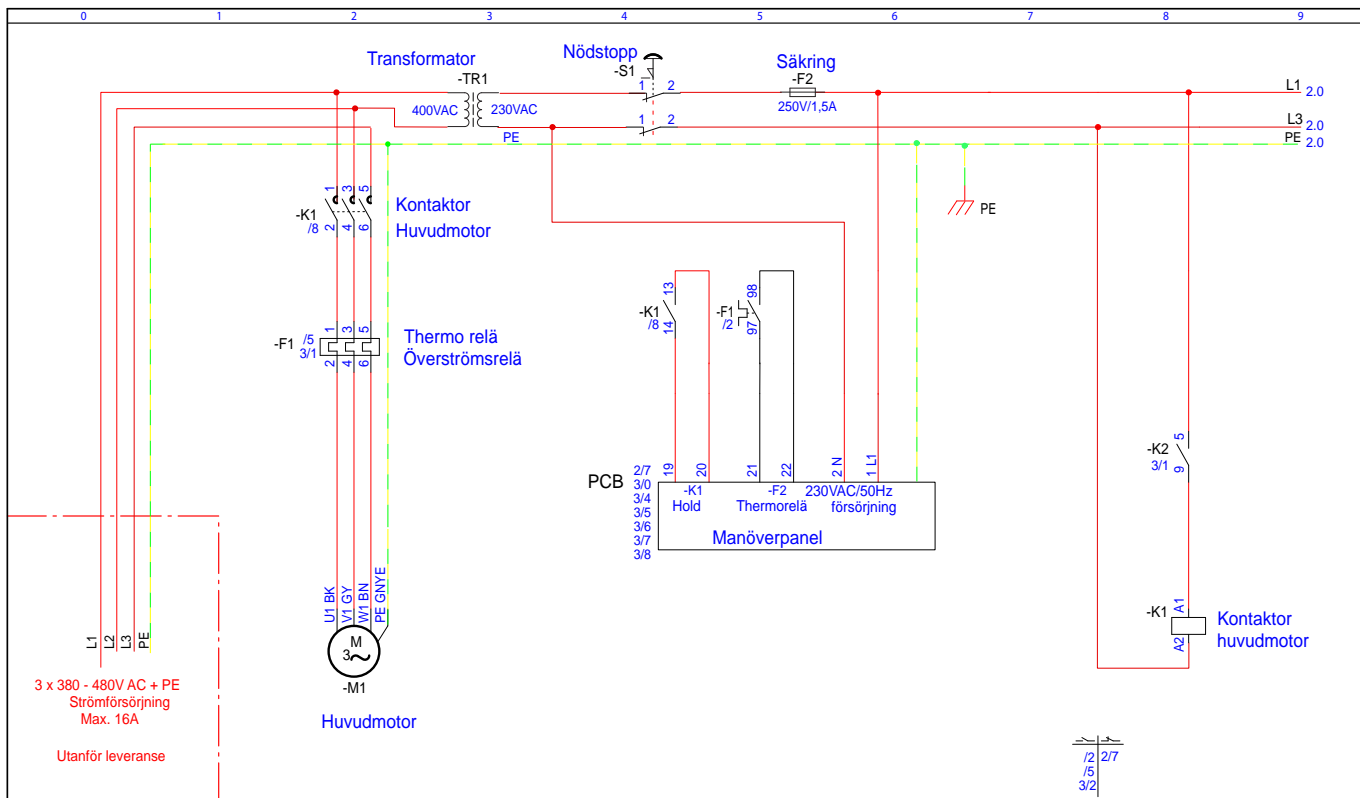 0 1 2 3 4 5 6 7 8 9
Transformator
Nödstopp
Säkring
-TR1
-S1
-F2
400VAC
230VAC
1 2
250V/1,5A
L1 2.0
1 2
L3 2.0
PE
PE 2.0
1 3 5
-K1
/8
2 4 6
Kontaktor
Huvudmotor
PE
13
-K1
/8
14
98
-F1
/2
97
1 3 5
-F1
/5
3/1
2 4 6
Thermo relä
Överströmsrelä
5
-K2
3/1
9
PCB
2/7
3/0
3/4
3/5
3/6
3/7
3/8
19 20 21 22 2 N 1 L1
-K1
Hold
-F2
Thermorelä
230VAC/50Hz
försörjning
Manöverpanel
U1 BK
V1 GY
W1 BN
PE GNYE
M
3
-M1
Huvudmotor
L1
L2
L3
PE
3 x 380 - 480V AC + PE
Strömförsörjning
Max. 16A
Utanför leveranse
A1
-K1
A2
Kontaktor
huvudmotor
/2 2/7
/5
3/2